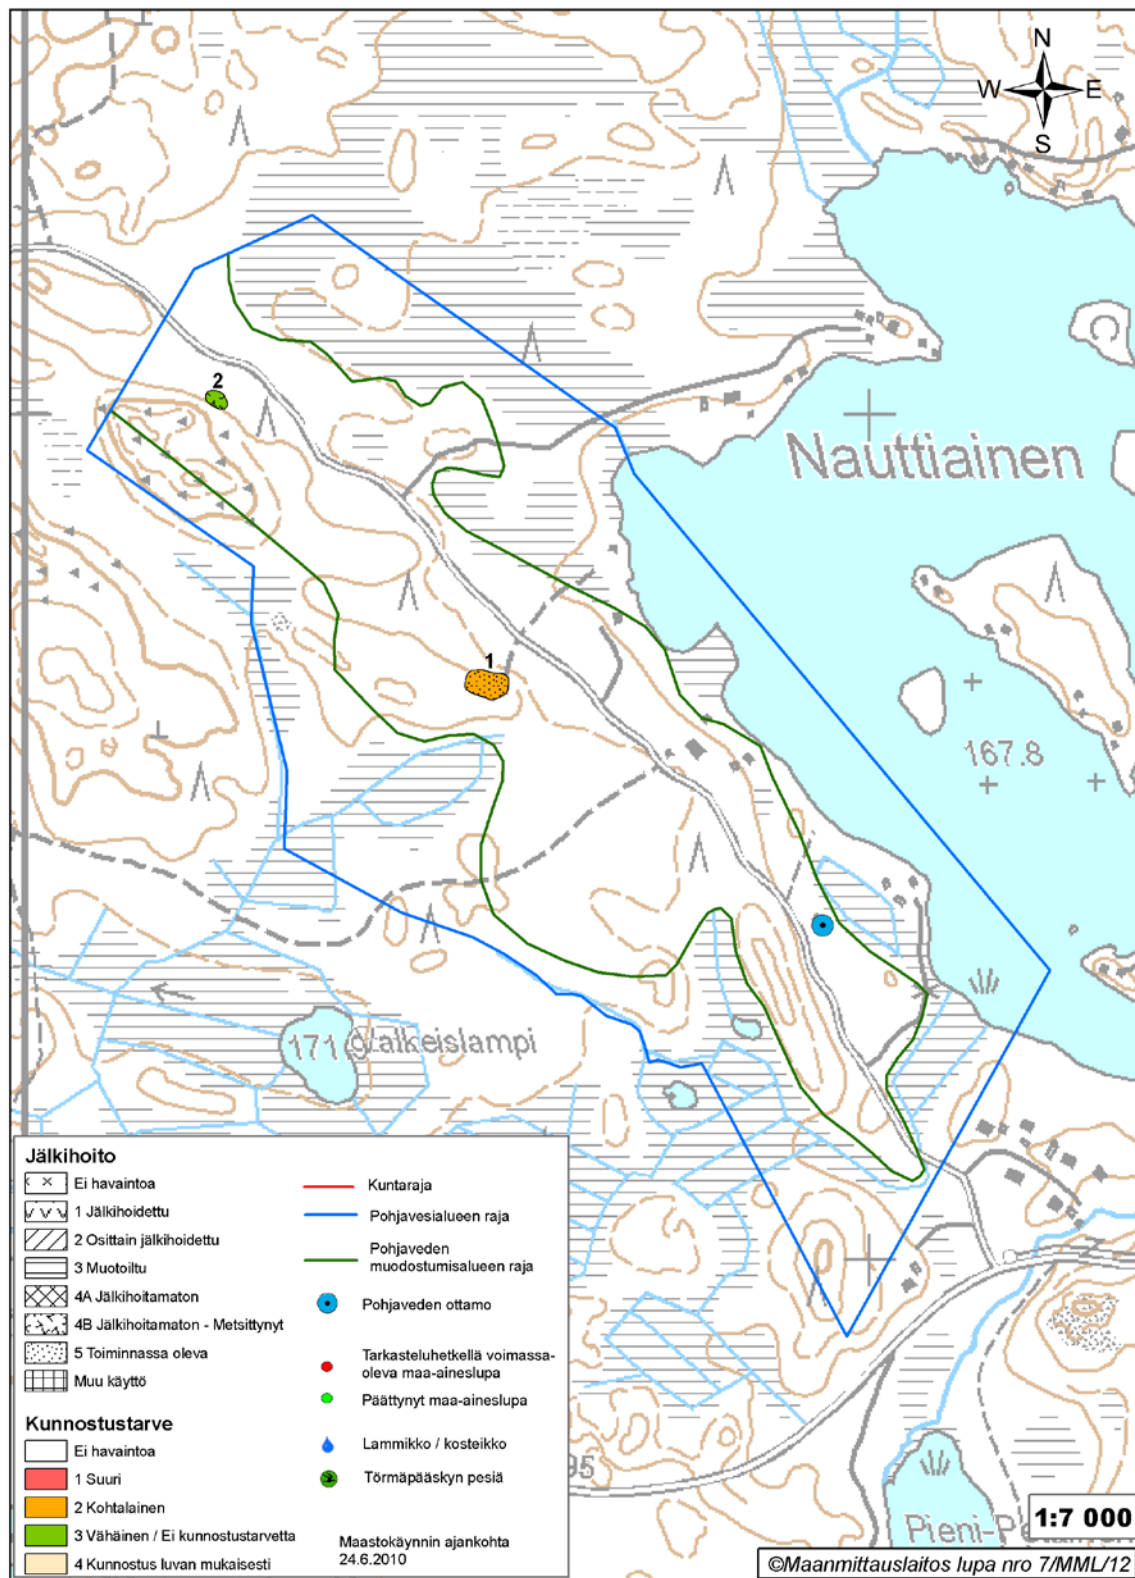 N
W E
S
2
Nauttiainen
1
167.8
171.9 Valkeislampi
Jälkihoito
Ei havaintoa
1 Jälkihoidettu
2 Osittain jälkihoidettu
3 Muotoiltu
4A Jälkihoitamaton
4B Jälkihoitamaton - Metsittynyt
5 Toiminnassa oleva
Muu käyttö
Kunnostustarve
Ei havaintoa
1 Suuri
2 Kohtalainen
3 Vähäinen / Ei kunnostustarvetta
4 Kunnostus luvan mukaisesti
Kuntaraja
Pohjavesialueen raja
Pohjaveden
muodostumisalueen raja
Pohjaveden ottamo
Tarkasteluhetkellä voimassa-
oleva maa-aineslupa
Päättynyt maa-aineslupa
Lammikko / kosteikko
Törmäpääskyn pesiä
Maastokäynnin ajankohta
24.6.2010
95
1:7 000
©Maanmittauslaitos lupa nro 7/MML/12